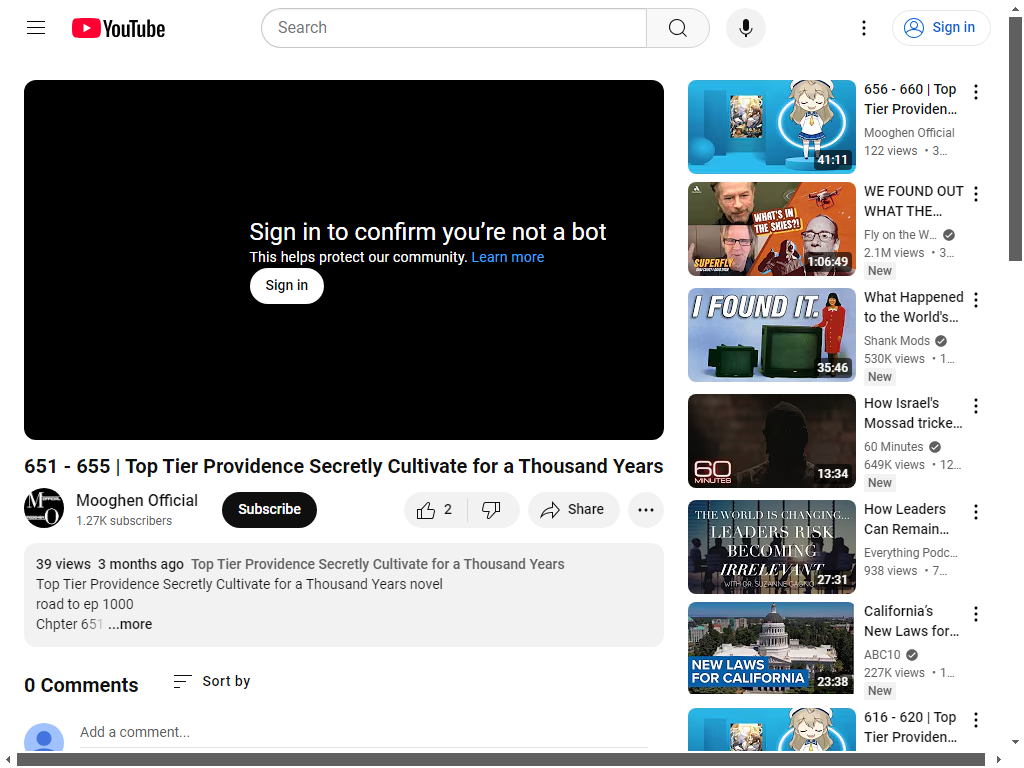 YouTube
Search
Sign in
Sign in to confirm you're not a bot
This helps protect our community. Learn more
Sign in
651 - 655 | Top Tier Providence Secretly Cultivate for a Thousand Years
Mooghen Official
1.27K subscribers
Subscribe
2
Share
39 views 3 months ago Top Tier Providence Secretly Cultivate for a Thousand Years
Top Tier Providence Secretly Cultivate for a Thousand Years novel
road to ep 1000
Chpter 651 ...more
0 Comments
Sort by
Add a comment...
41:11
656 - 660 | Top
Tier Providen...
Mooghen Official
122 views • 3...
WHAT'S IN
THE SKIES?!
SUPERFLY
1:06:49
WE FOUND OUT
WHAT THE...
Fly on the W...
2.1M views • 3...
New
I FOUND IT.
35:46
What Happened
to the World's...
Shank Mods
530K views • 1...
New
60
MINUTES
13:34
How Israel's
Mossad tricke...
60 Minutes
649K views • 12...
New
THE WORLD IS CHANGING...
LEADERS RISK
BECOMING
IRRELEVANT
WITH DR. SUZANNE
27:31
How Leaders
Can Remain...
Everything Podc...
938 views • 7...
NEW LAWS
FOR CALIFORNIA
23:38
California's
New Laws for...
ABC10
227K views • 1...
New
616 - 620 | Top
Tier Providen...